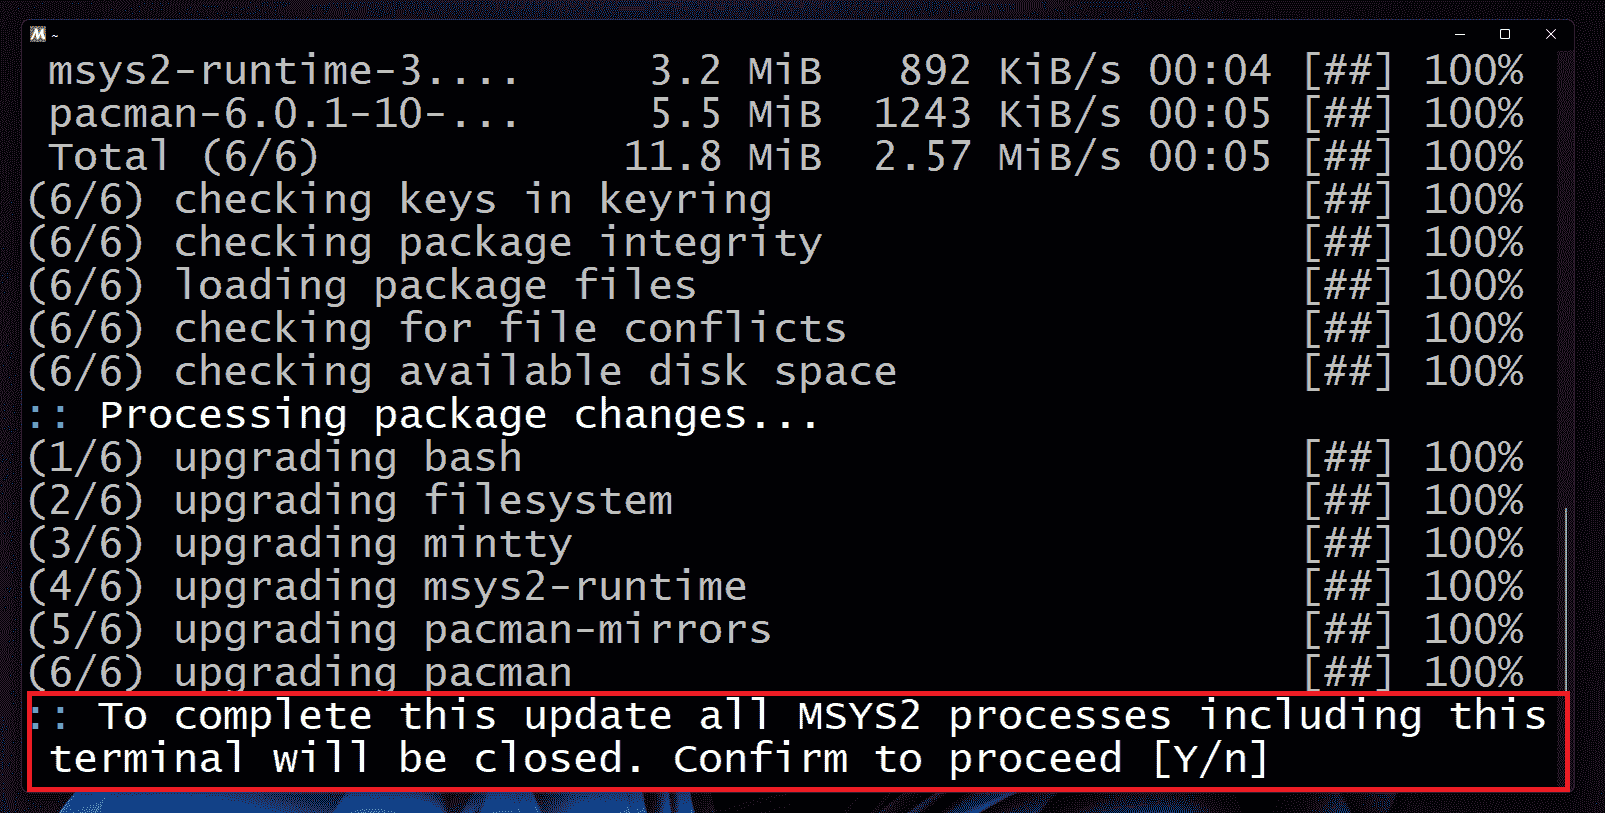 ~
msys2-runtime-3.... 3.2 MiB 892 KiB/s 00:04 [##] 100%
pacman-6.0.1-10-... 5.5 MiB 1243 KiB/s 00:05 [##] 100%
Total (6/6) 11.8 MiB 2.57 MiB/s 00:05 [##] 100%
(6/6) checking keys in keyring [##] 100%
(6/6) checking package integrity [##] 100%
(6/6) loading package files [##] 100%
(6/6) checking for file conflicts [##] 100%
(6/6) checking available disk space [##] 100%
:: Processing package changes...
(1/6) upgrading bash [##] 100%
(2/6) upgrading filesystem [##] 100%
(3/6) upgrading mintty [##] 100%
(4/6) upgrading msys2-runtime [##] 100%
(5/6) upgrading pacman-mirrors [##] 100%
(6/6) upgrading pacman [##] 100%
:: To complete this update all MSYS2 processes including this
terminal will be closed. Confirm to proceed [Y/n]